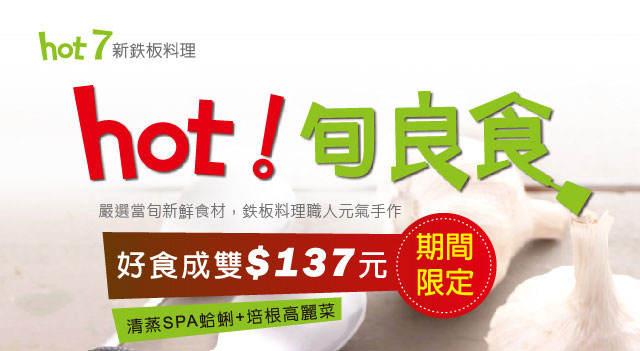 hot 7 新鉄板料理
hot!旬良食
嚴選當旬新鮮食材，鉄板料理職人元氣手作
好食成雙$137元
期間
限定
清蒸SPA蛤蜊+培根高麗菜